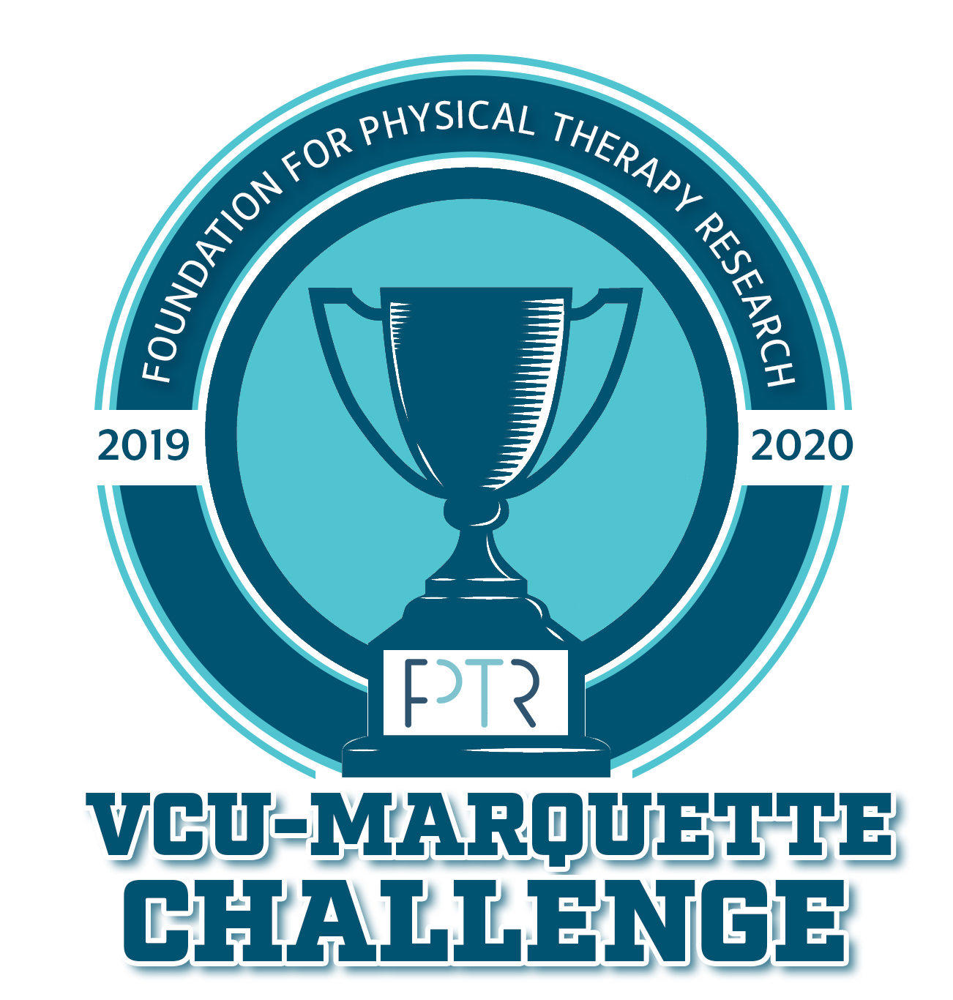 FOUNDATION FOR PHYSICAL THERAPY RESEARCH
2019
2020
FPTR
VCU-MARQUETTE
CHALLENGE